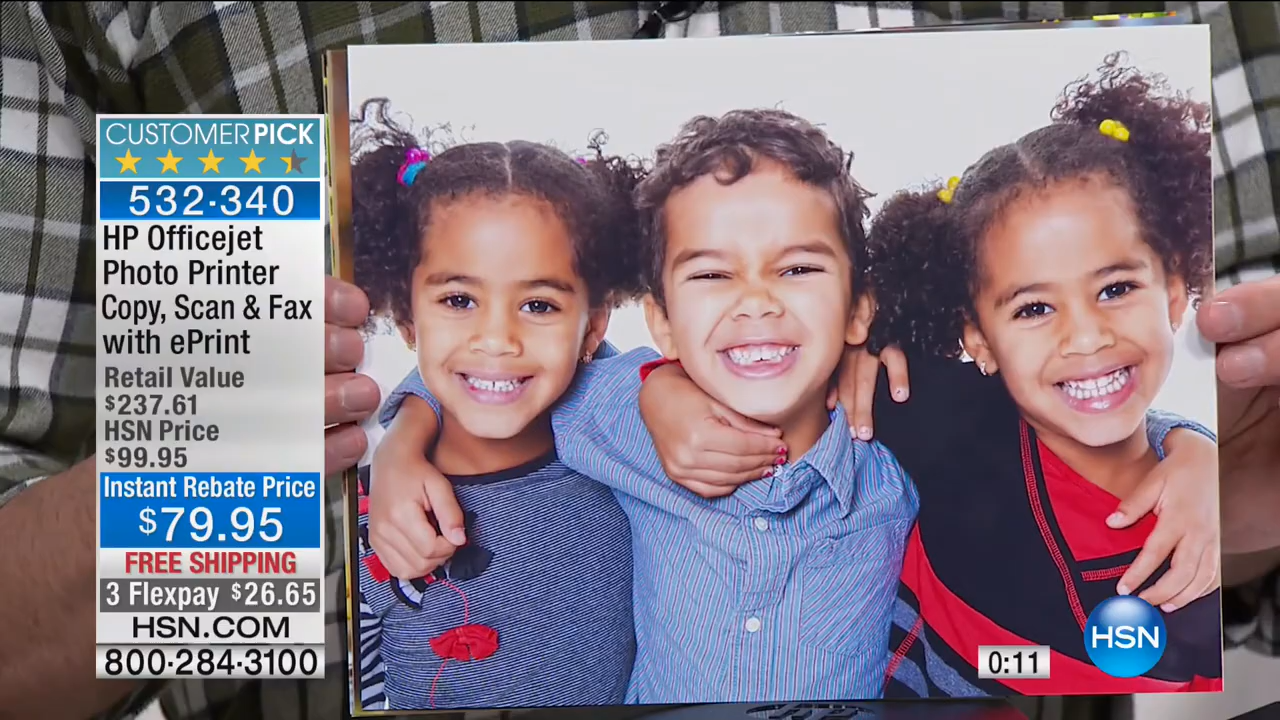 CUSTOMER PICK
532-340
HP Officejet
Photo Printer
Copy, Scan & Fax
with ePrint
Retail Value
$237.61
HSN Price
$99.95
Instant Rebate Price
$79.95
FREE SHIPPING
3 Flexpay $26.65
HSN.COM
800-284-3100
0:11
HSN